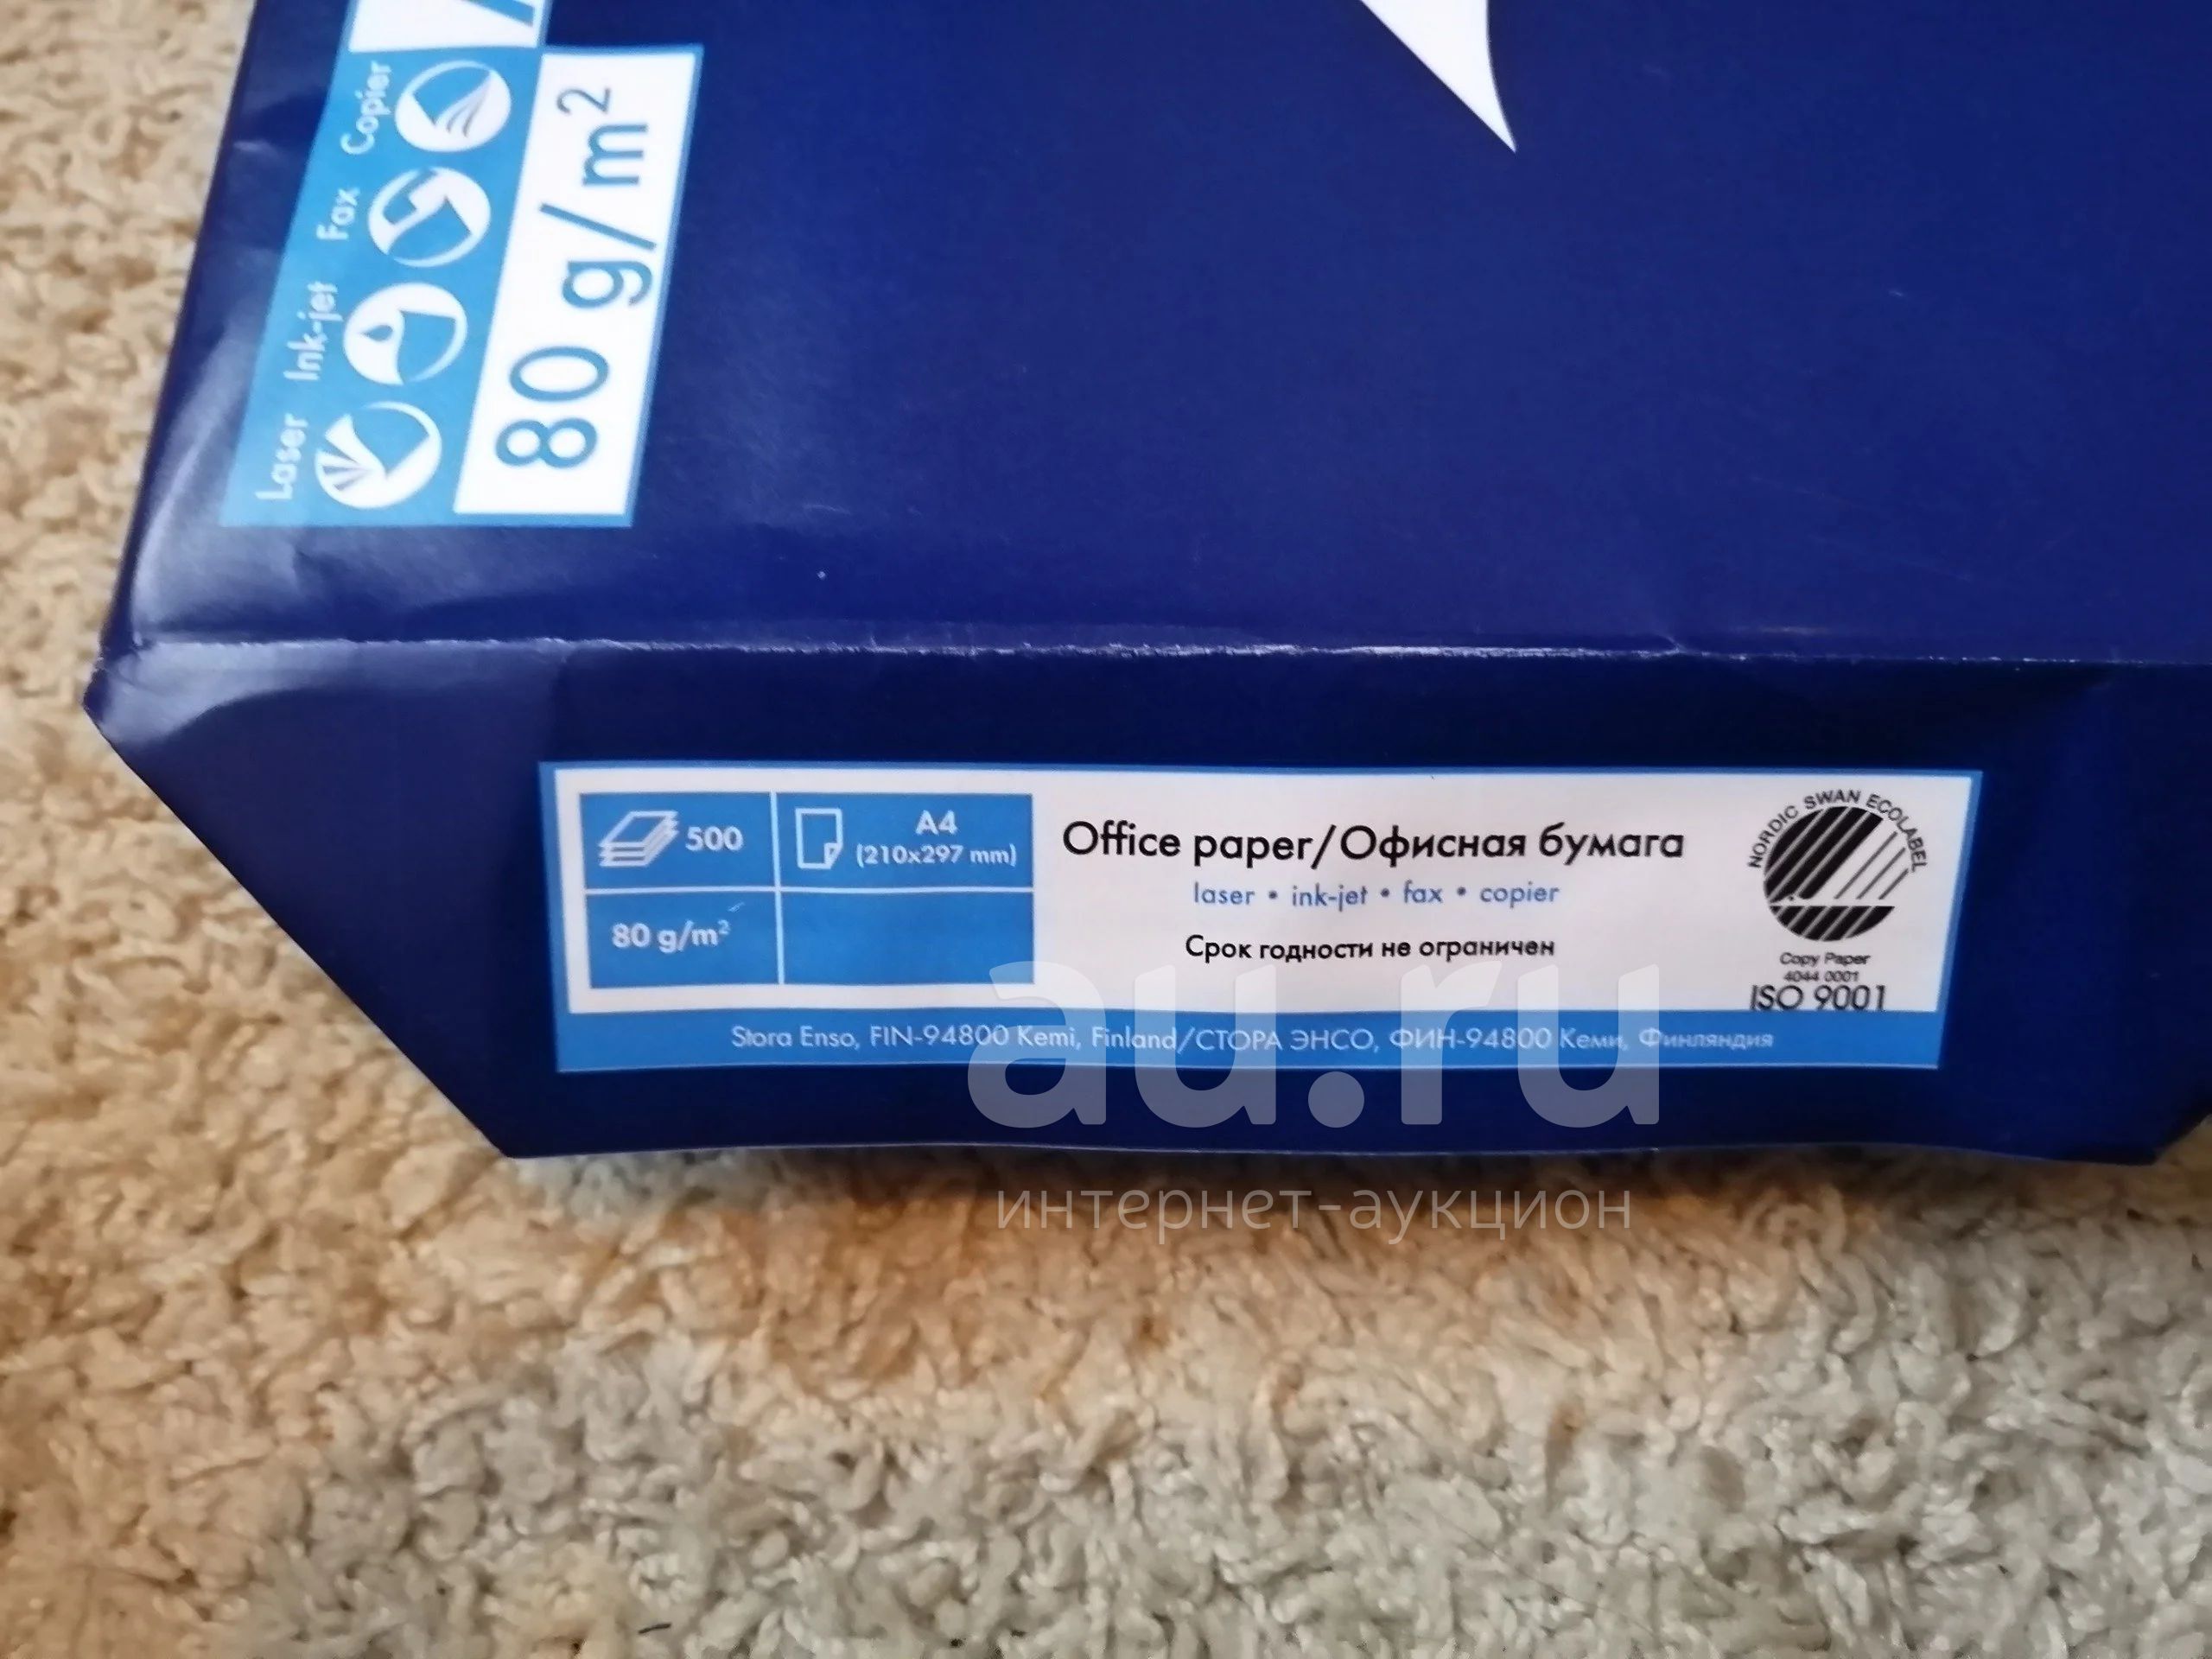 Copier
Fax
Ink-jet
Laser
80 g/m²
500
A4
(210x297 mm)
80 g/m²
Office paper/Офисная бумага
laser • ink-jet • fax • copier
Срок годности не ограничен
NORDIC SWAN ECOLABEL
Copy Paper
4044 0001
ISO 9001
Stora Enso, FIN-94800 Kemi, Finland/СТОРА ЭНСО, ФИН-94800 Кеми, Финляндия
au.ru
интернет-аукцион